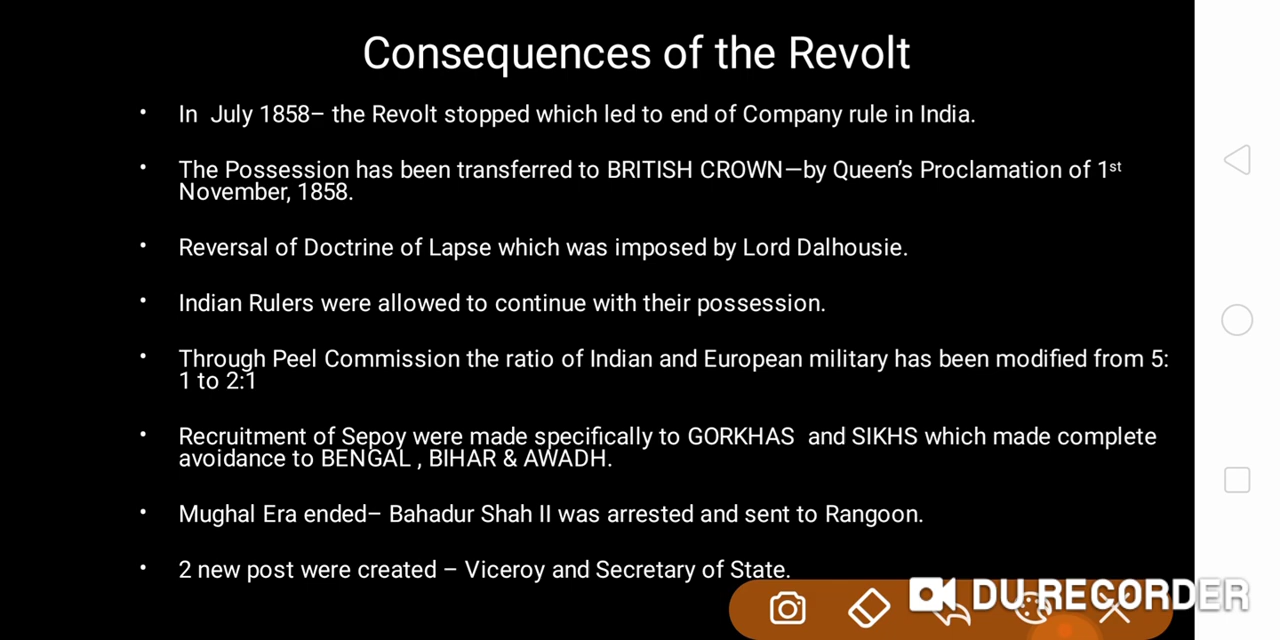 Consequences of the Revolt
• In July 1858– the Revolt stopped which led to end of Company rule in India.
• The Possession has been transferred to BRITISH CROWN—by Queen's Proclamation of 1st
November, 1858.
• Reversal of Doctrine of Lapse which was imposed by Lord Dalhousie.
• Indian Rulers were allowed to continue with their possession.
• Through Peel Commission the ratio of Indian and European military has been modified from 5:
1 to 2:1
• Recruitment of Sepoy were made specifically to GORKHAS and SIKHS which made complete
avoidance to BENGAL , BIHAR & AWADH.
• Mughal Era ended– Bahadur Shah II was arrested and sent to Rangoon.
• 2 new post were created – Viceroy and Secretary of State.
DU RECORDER